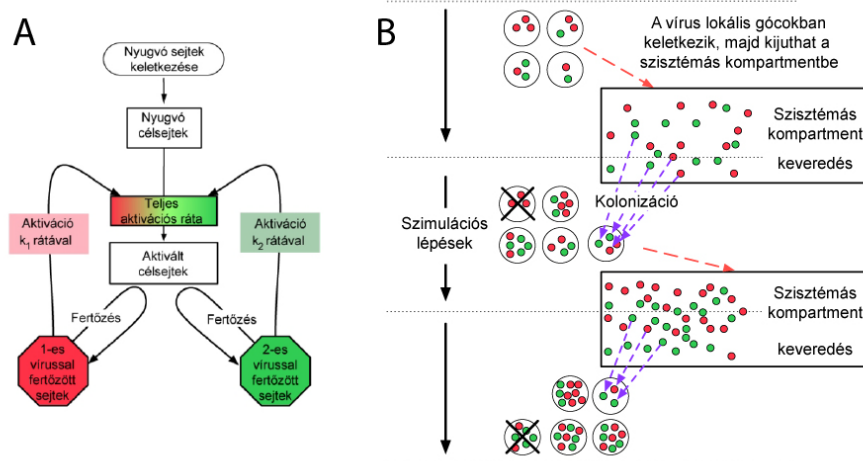 A
Nyugvó sejtek
keletkezése
Nyugvó
célsejtek
Teljes
aktivációs ráta
Aktiváció
k1 rátával
Aktiváció
k2 rátával
Aktivált
célsejtek
Fertőzés
Fertőzés
1-es
vírussal
fertőzött
sejtek
2-es
vírussal
fertőzött
sejtek
B
A vírus lokális gócokban
keletkezik, majd kijuthat a
szisztémás kompartmentbe
Szisztémás
kompartment
keveredés
Kolonizáció
Szimulációs
lépések
Szisztémás
kompartment
keveredés